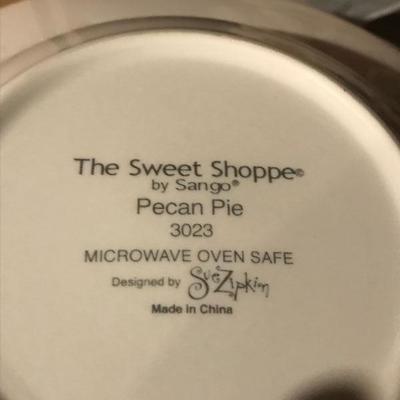 The Sweet Shoppe©
by Sango®
Pecan Pie
3023
MICROWAVE OVEN SAFE
Designed by Sue Zipkin
Made in China